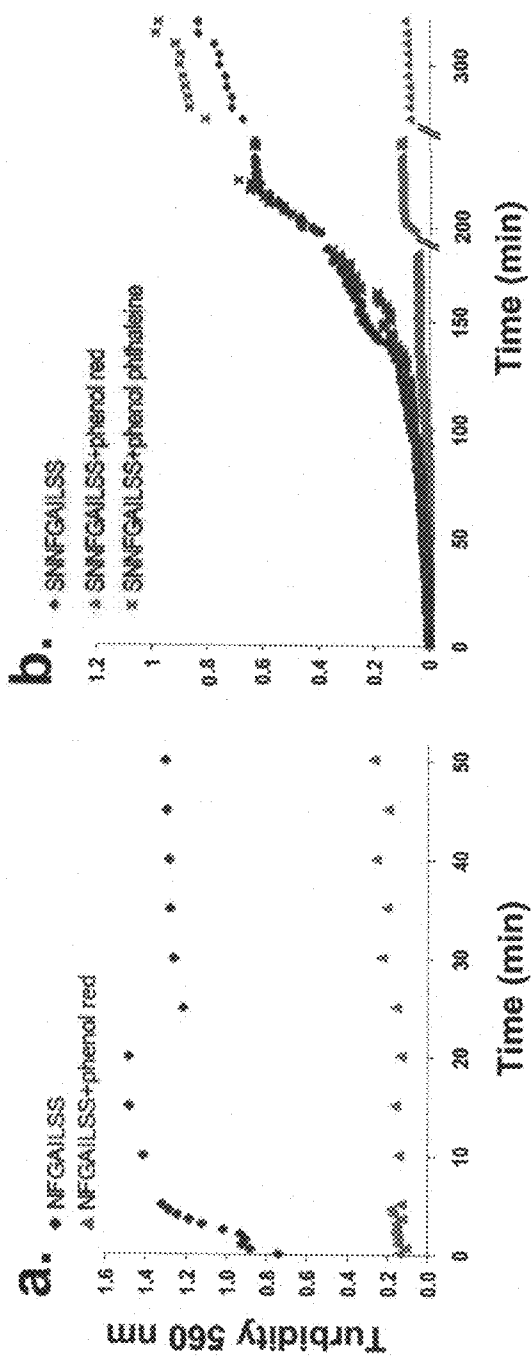 a.
NFGAILSS
NFGAILSS+phenol red
Turbidity 560 nm
1.6
1.4
1.2
1.0
0.8
0.6
0.4
0.2
0.0
0
10
20
30
40
50
Time (min)
b.
SNNFGAILSS
SNNFGAILSS+phenol red
SNNFGAILSS+phenol phthaleine
1.2
1
0.8
0.6
0.4
0.2
0
0
50
100
150
200
300
Time (min)